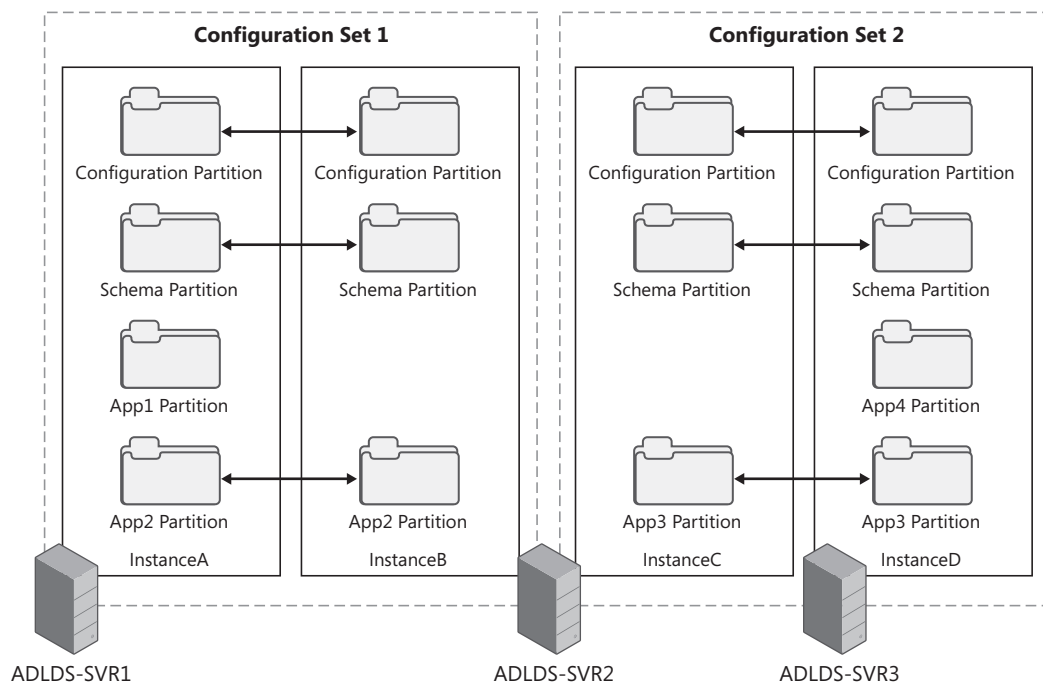 Configuration Set 1
Configuration Set 2
Configuration Partition
Configuration Partition
Configuration Partition
Configuration Partition
Schema Partition
Schema Partition
Schema Partition
Schema Partition
App1 Partition
App4 Partition
App2 Partition
App2 Partition
App3 Partition
App3 Partition
InstanceA
InstanceB
InstanceC
InstanceD
ADLDS-SVR1
ADLDS-SVR2
ADLDS-SVR3